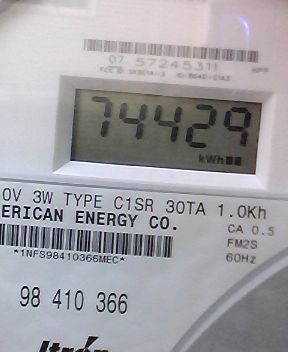 07 57245311
74429
kWh
0V 3W TYPE C1SR 30TA 1.0Kh
ERICAN ENERGY CO.
CA 0.5
FM2S
60Hz
*1NFS98410366MEC*
98 410 366
Itrón